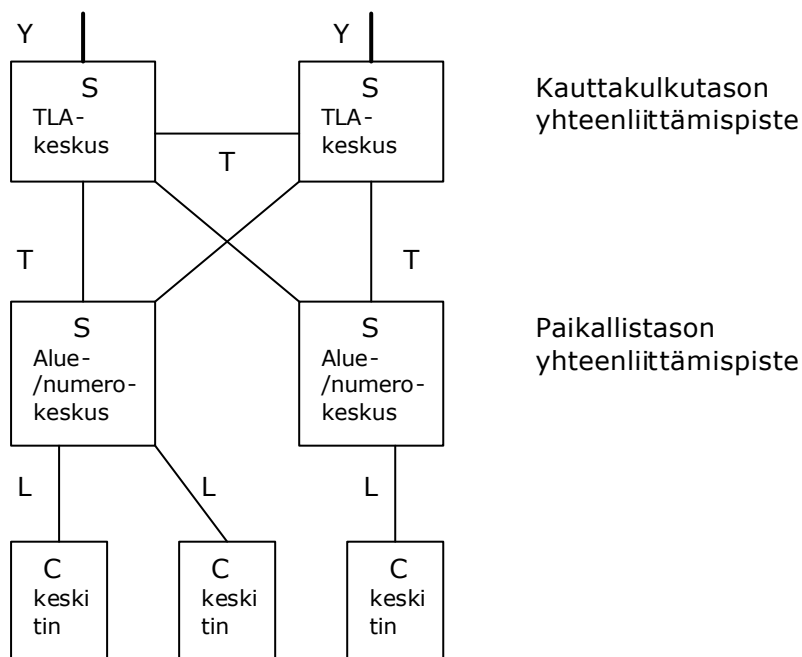 Y
Y
S
TLA-
keskus
S
TLA-
keskus
T
Kauttakulkutason
yhteenliittämispiste
T
T
S
Alue-
/numero-
keskus
S
Alue-
/numero-
keskus
Paikallistason
yhteenliittämispiste
L
L
L
C
keski
tin
C
keski
tin
C
keski
tin